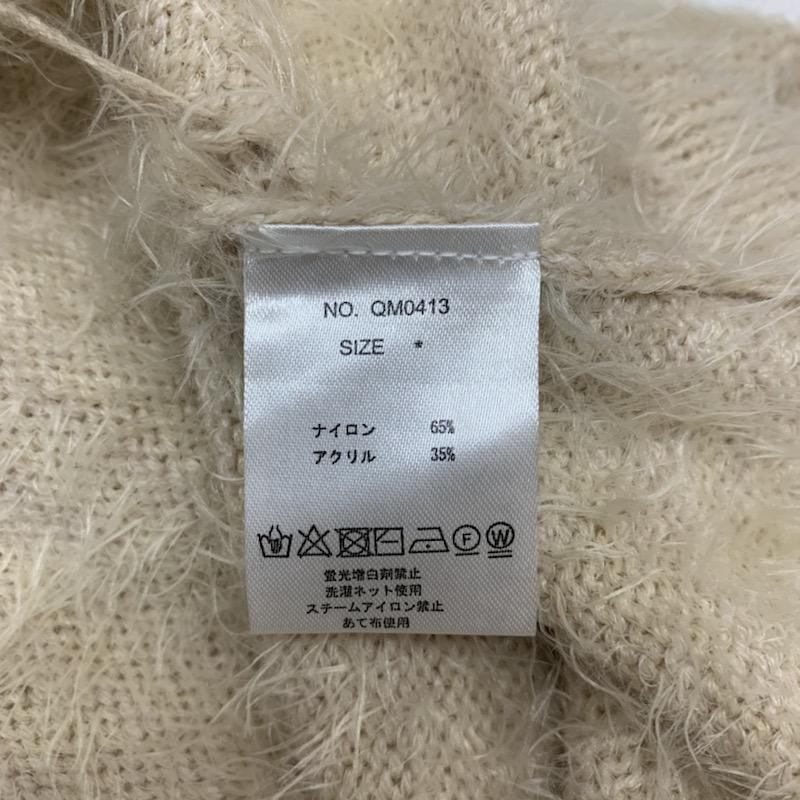 NO. QM0413
SIZE *
ナイロン 65%
アクリル 35%
F W
蛍光増白剤禁止
洗濯ネット使用
スチームアイロン禁止
あて布使用